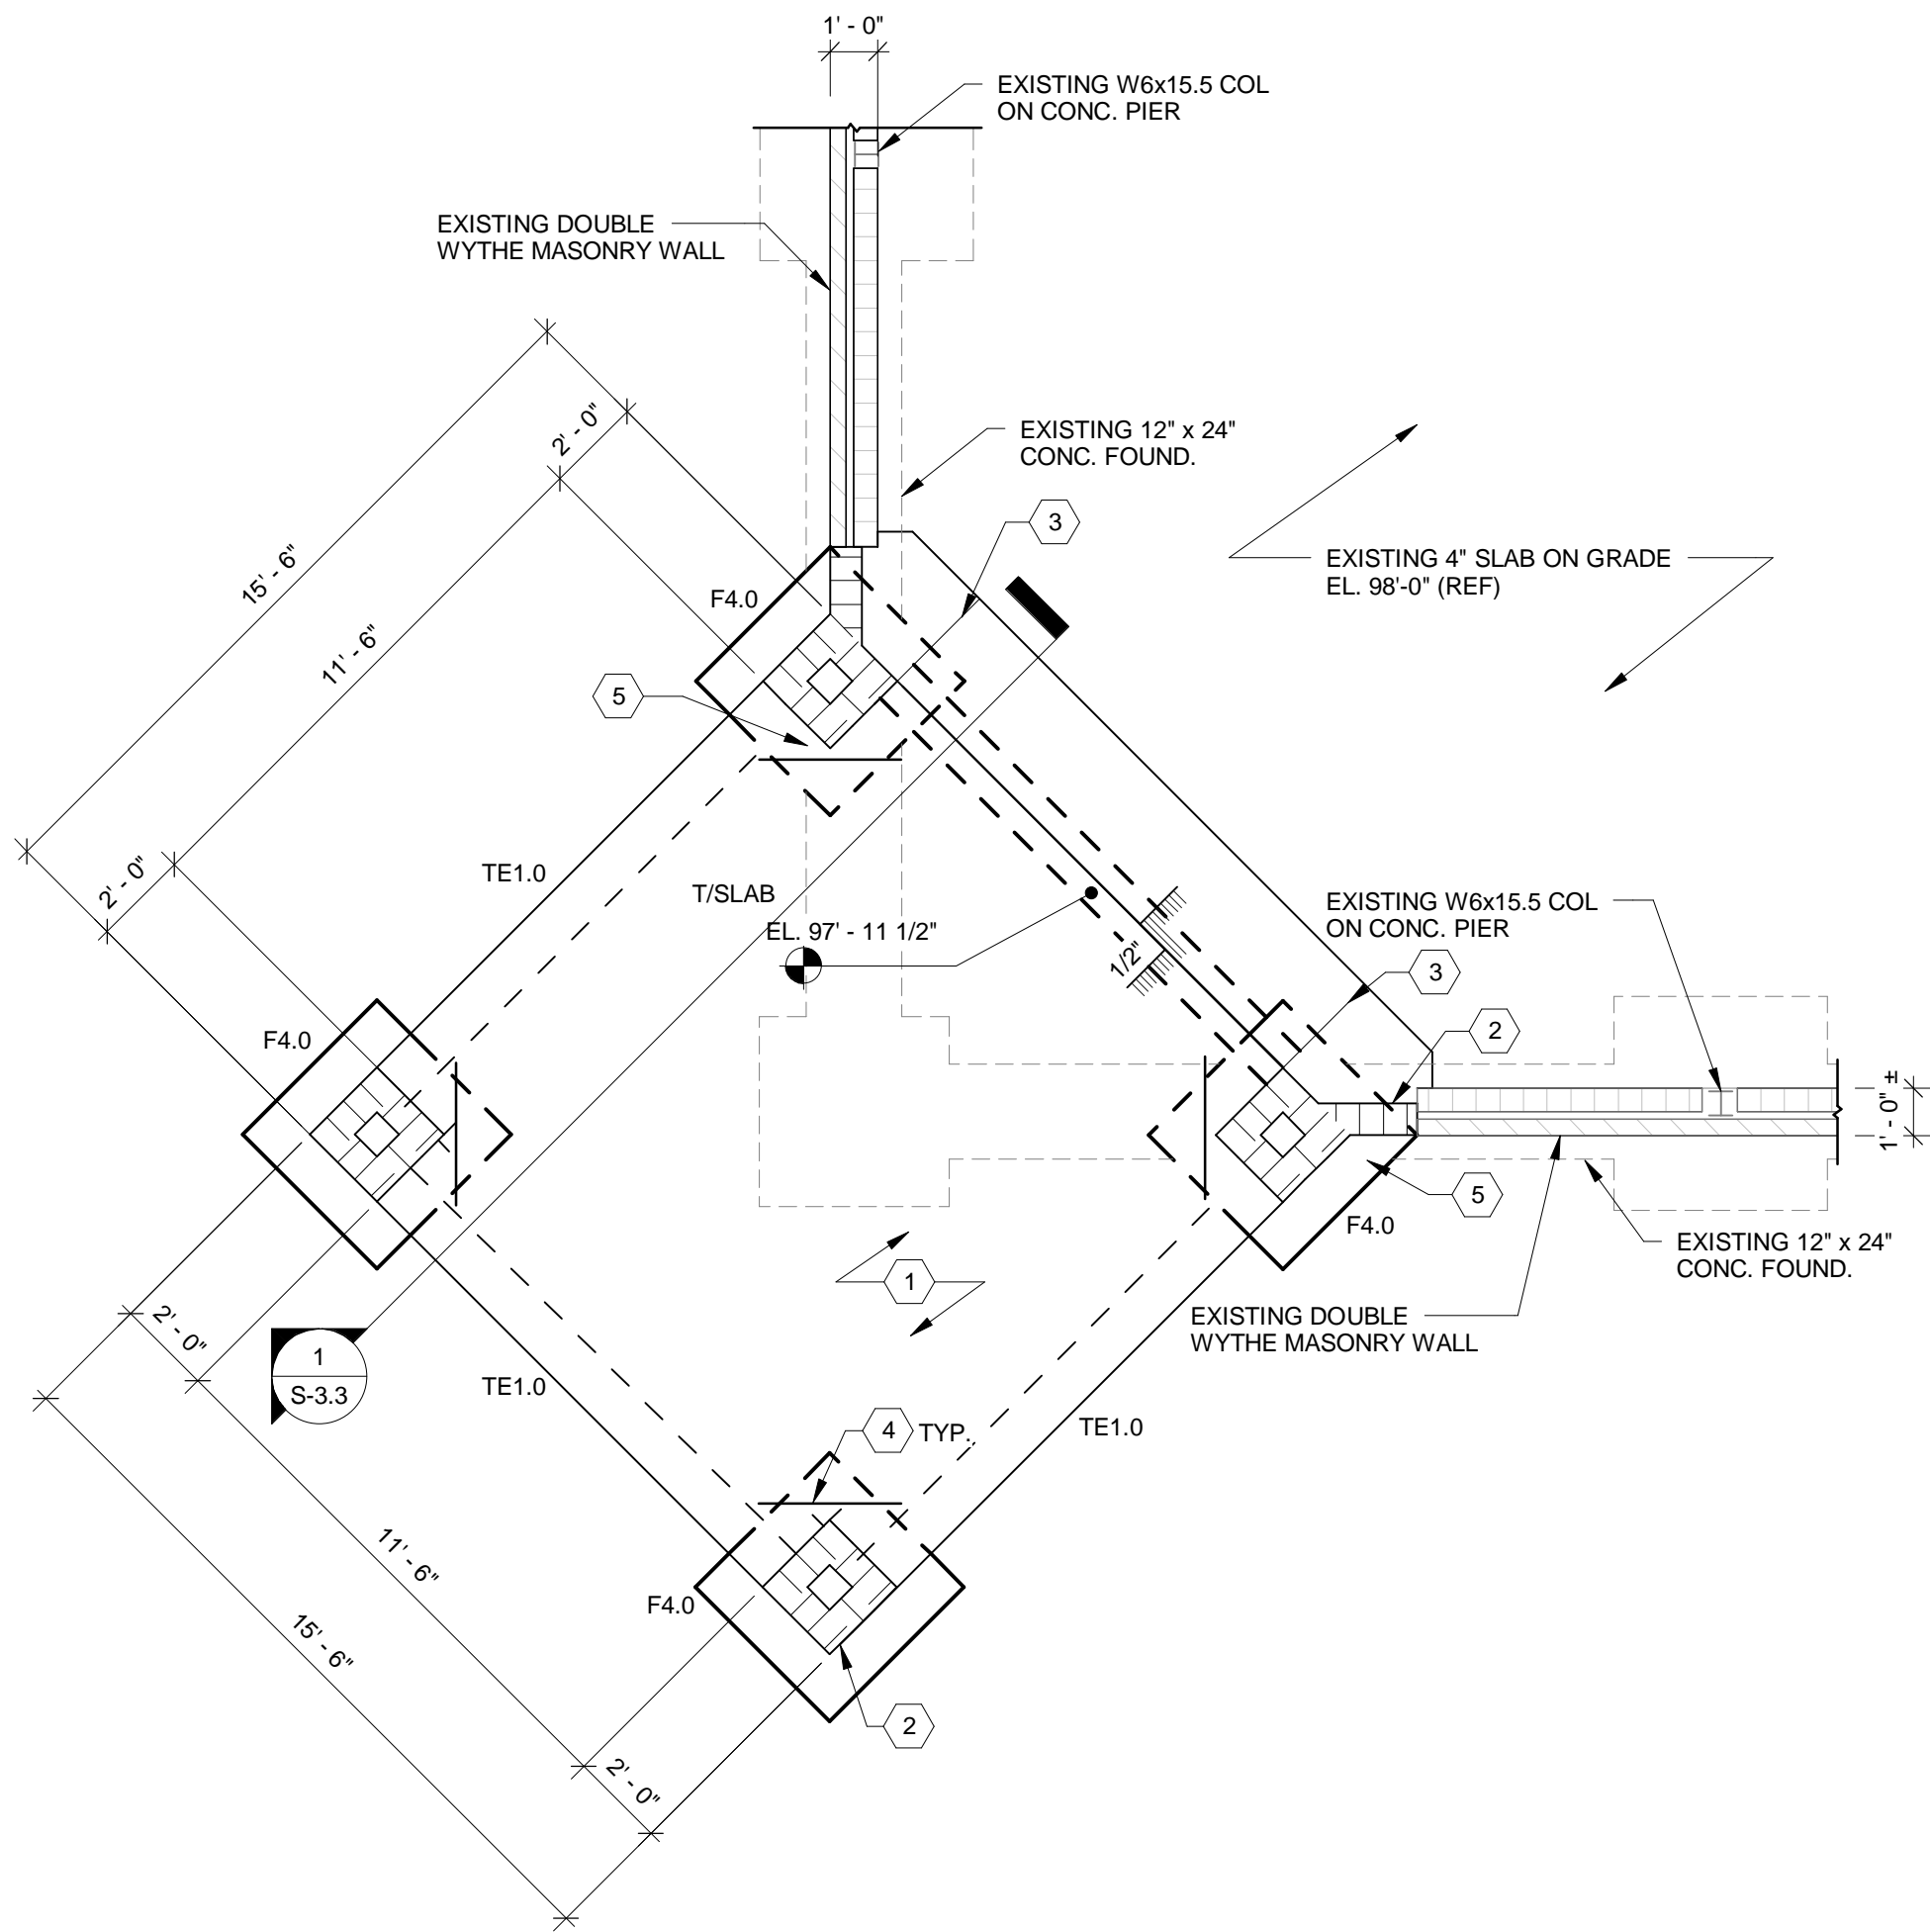 1' - 0"
EXISTING W6x15.5 COL
ON CONC. PIER
EXISTING DOUBLE
WYTHE MASONRY WALL
2' - 0"
EXISTING 12" x 24"
CONC. FOUND.
3
15' - 6"
EXISTING 4" SLAB ON GRADE
EL. 98'-0" (REF)
F4.0
11' - 6"
5
2' - 0"
TE1.0
T/SLAB
EL. 97' - 11 1/2"
EXISTING W6x15.5 COL
ON CONC. PIER
1/2"
3
2
F4.0
1' - 0" ±
5
F4.0
EXISTING 12" x 24"
CONC. FOUND.
1
2' - 0"
EXISTING DOUBLE
WYTHE MASONRY WALL
1
S-3.3
TE1.0
4 TYP.
TE1.0
11' - 6"
F4.0
15' - 6"
2
2' - 0"